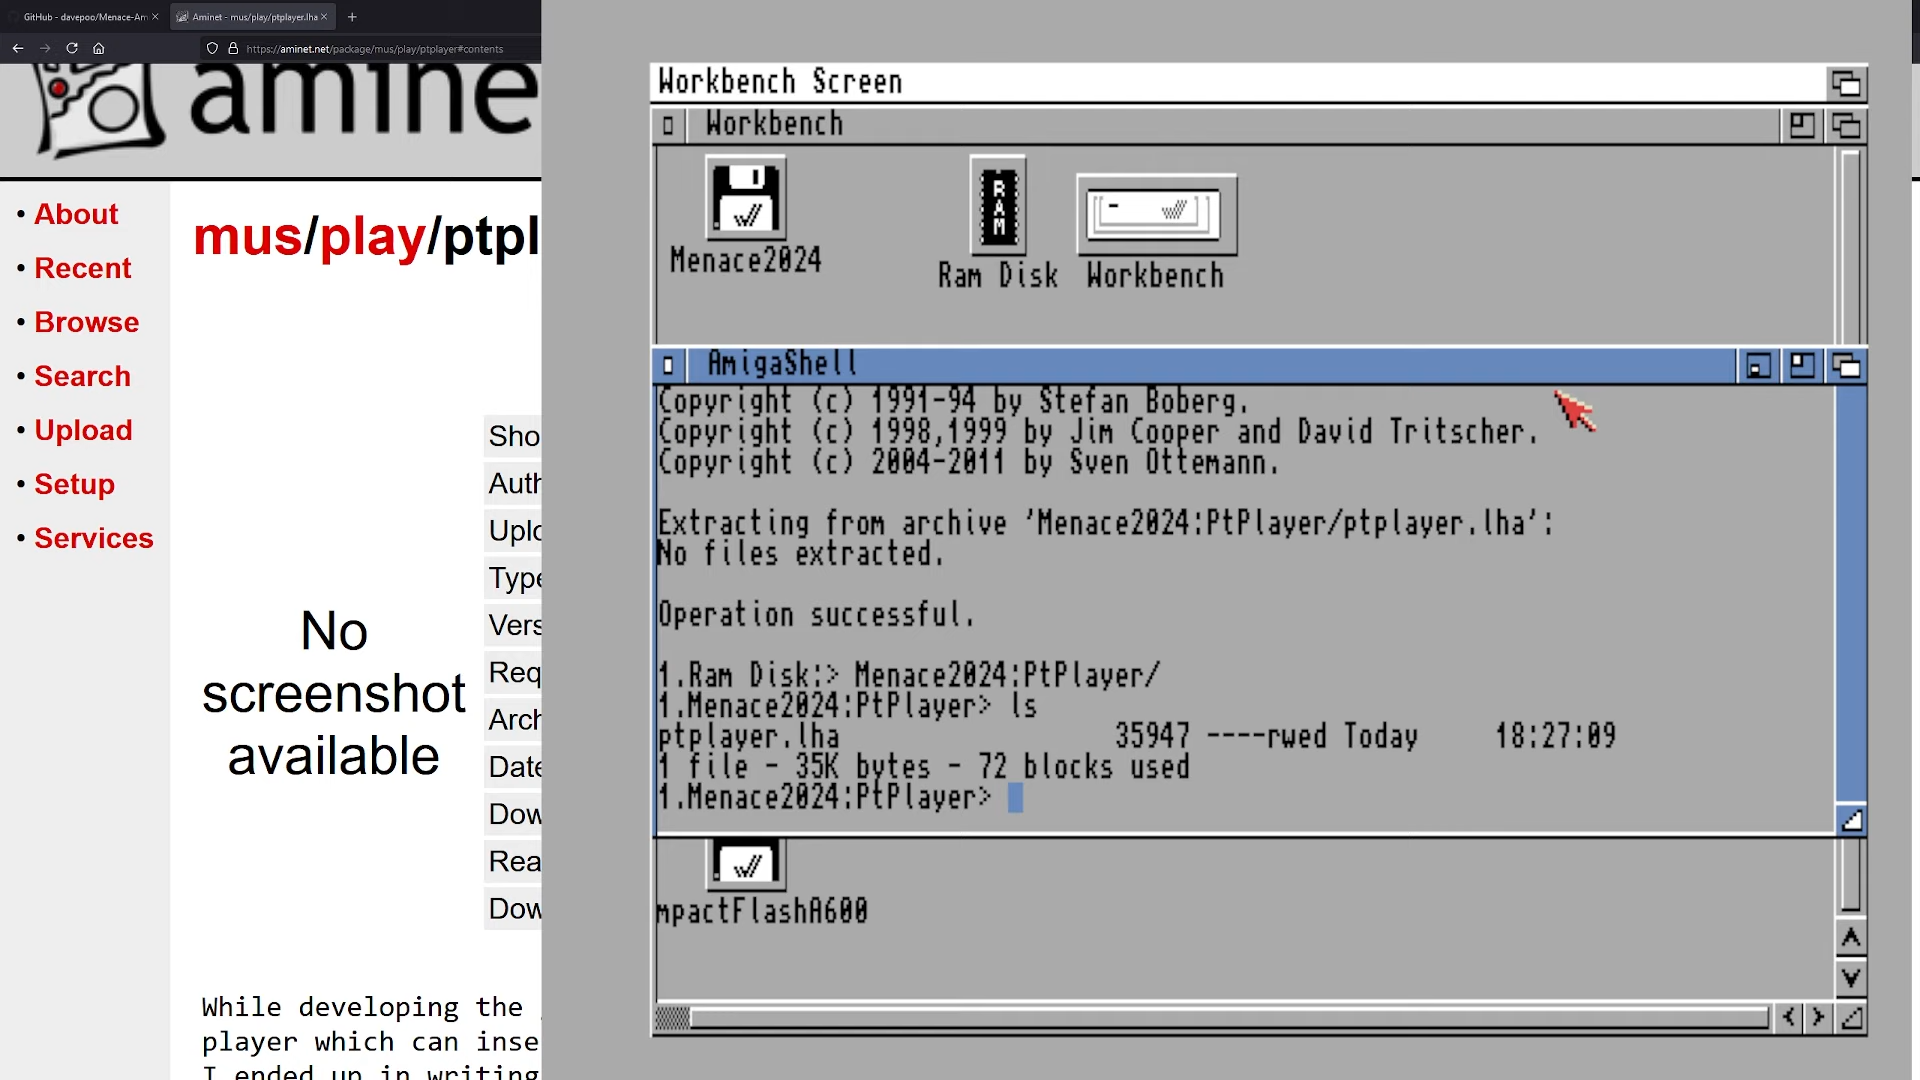 GitHub - davepoo/Menace-Am
Aminet - mus/play/ptplayer.lha
https://aminet.net/package/mus/play/ptplayer#contents
amine
• About
• Recent
• Browse
• Search
• Upload
• Setup
• Services
mus/play/ptpl
No
screenshot
available
Sho
Auth
Uplo
Type
Vers
Req
Arch
Date
Dow
Rea
Dow
While developing the
player which can inse
I ended up in writing
Workbench Screen
Workbench
RAM
Menace2024
Ram Disk
Workbench
AmigaShell
Copyright (c) 1991-94 by Stefan Boberg.
Copyright (c) 1998,1999 by Jim Cooper and David Tritscher.
Copyright (c) 2004-2011 by Sven Ottemann.
Extracting from archive 'Menace2024:PtPlayer/ptplayer.lha':
No files extracted.
Operation successful.
1.Ram Disk:> Menace2024:PtPlayer/
1.Menace2024:PtPlayer> ls
ptplayer.lha 35947 ----rwed Today 18:27:09
1 file - 35K bytes - 72 blocks used
1.Menace2024:PtPlayer>
mpactFlashA600